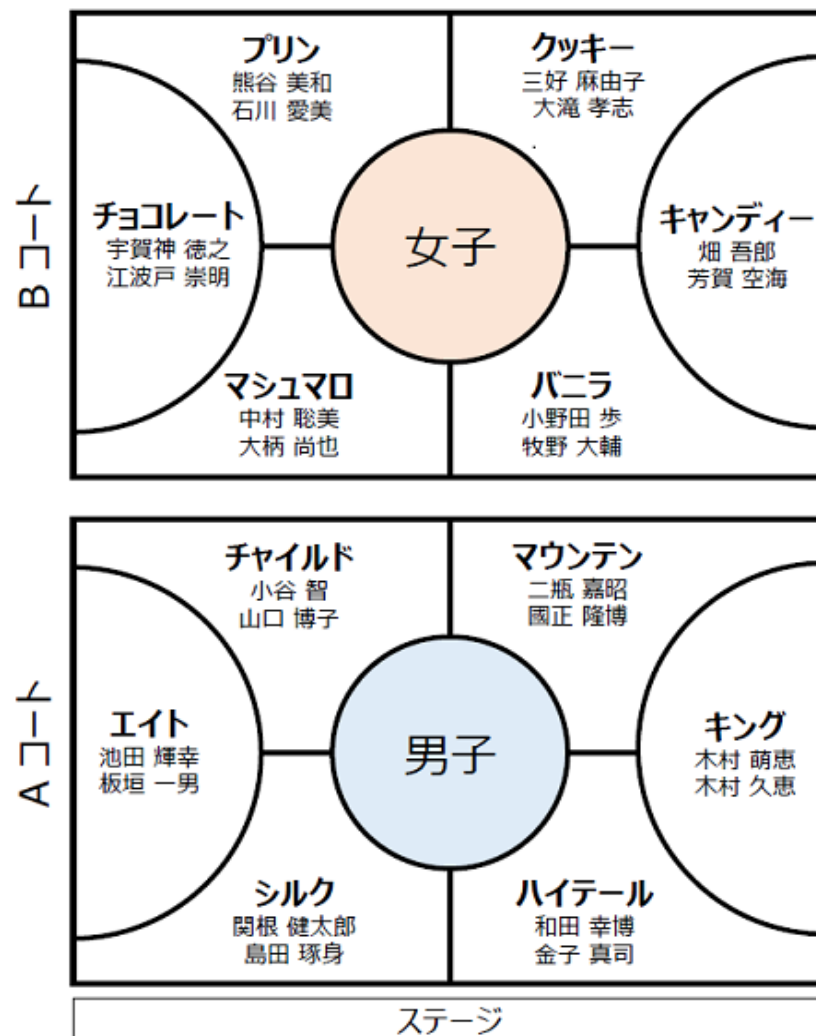 プリン
熊谷 美和
石川 愛美
クッキー
三好 麻由子
大滝 孝志
Bコート
チョコレート
宇賀神 徳之
江波戸 崇明
女子
キャンディー
畑 吾郎
芳賀 空海
マシュマロ
中村 聡美
大柄 尚也
バニラ
小野田 歩
牧野 大輔
チャイルド
小谷 智
山口 博子
マウンテン
二瓶 嘉昭
國正 隆博
Aコート
エイト
池田 輝幸
板垣 一男
男子
キング
木村 萌恵
木村 久恵
シルク
関根 健太郎
島田 琢身
ハイテール
和田 幸博
金子 真司
ステージ